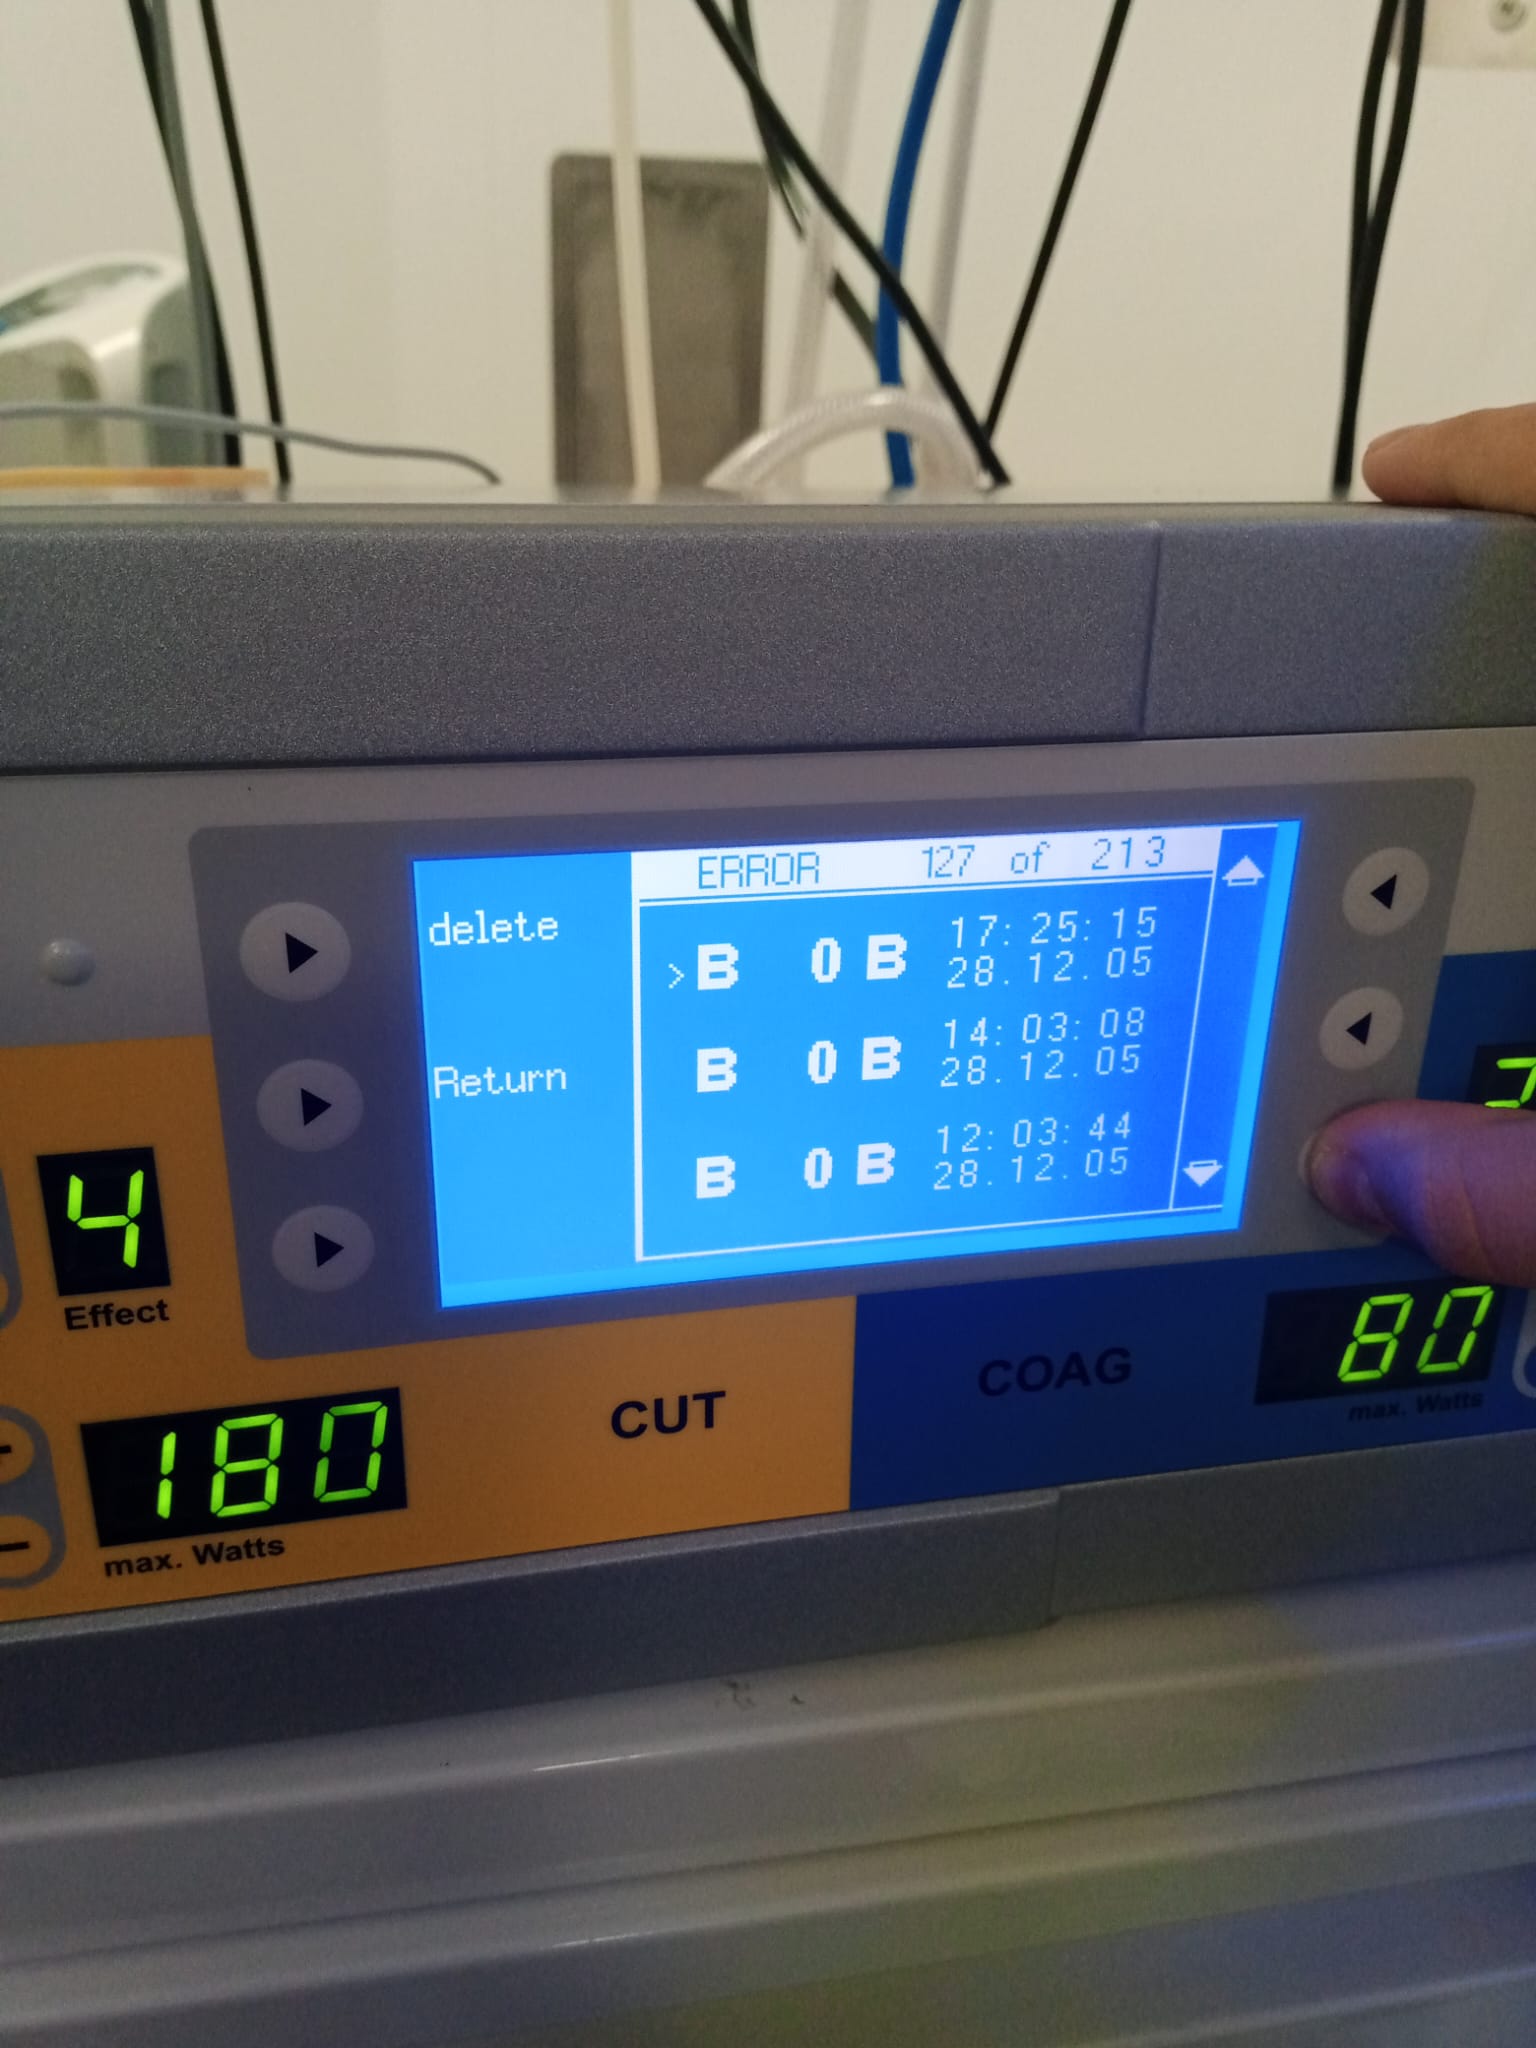 ERROR 127 of 213
delete
>B 0B 17:25:15
28.12.05
Return
B 0B 14:03:08
28.12.05
B 0B 12:03:44
28.12.05
4
Effect
180
max. Watts
CUT
COAG
80
max. Watts